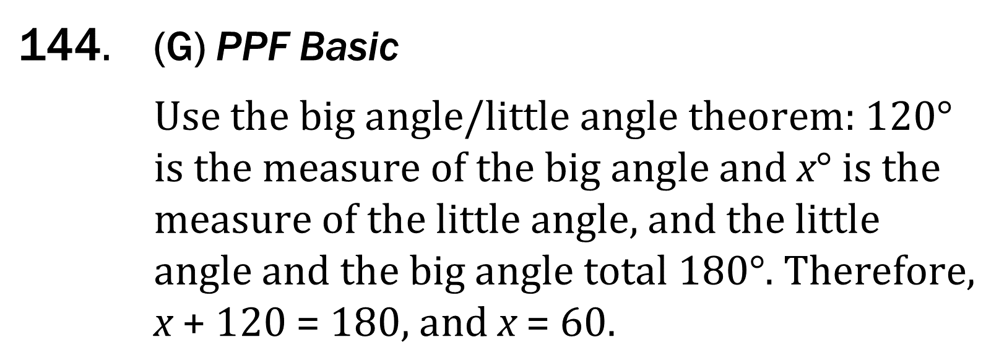 144. (G) PPF Basic
Use the big angle/little angle theorem: 120°
is the measure of the big angle and x° is the
measure of the little angle, and the little
angle and the big angle total 180°. Therefore,
x + 120 = 180, and x = 60.